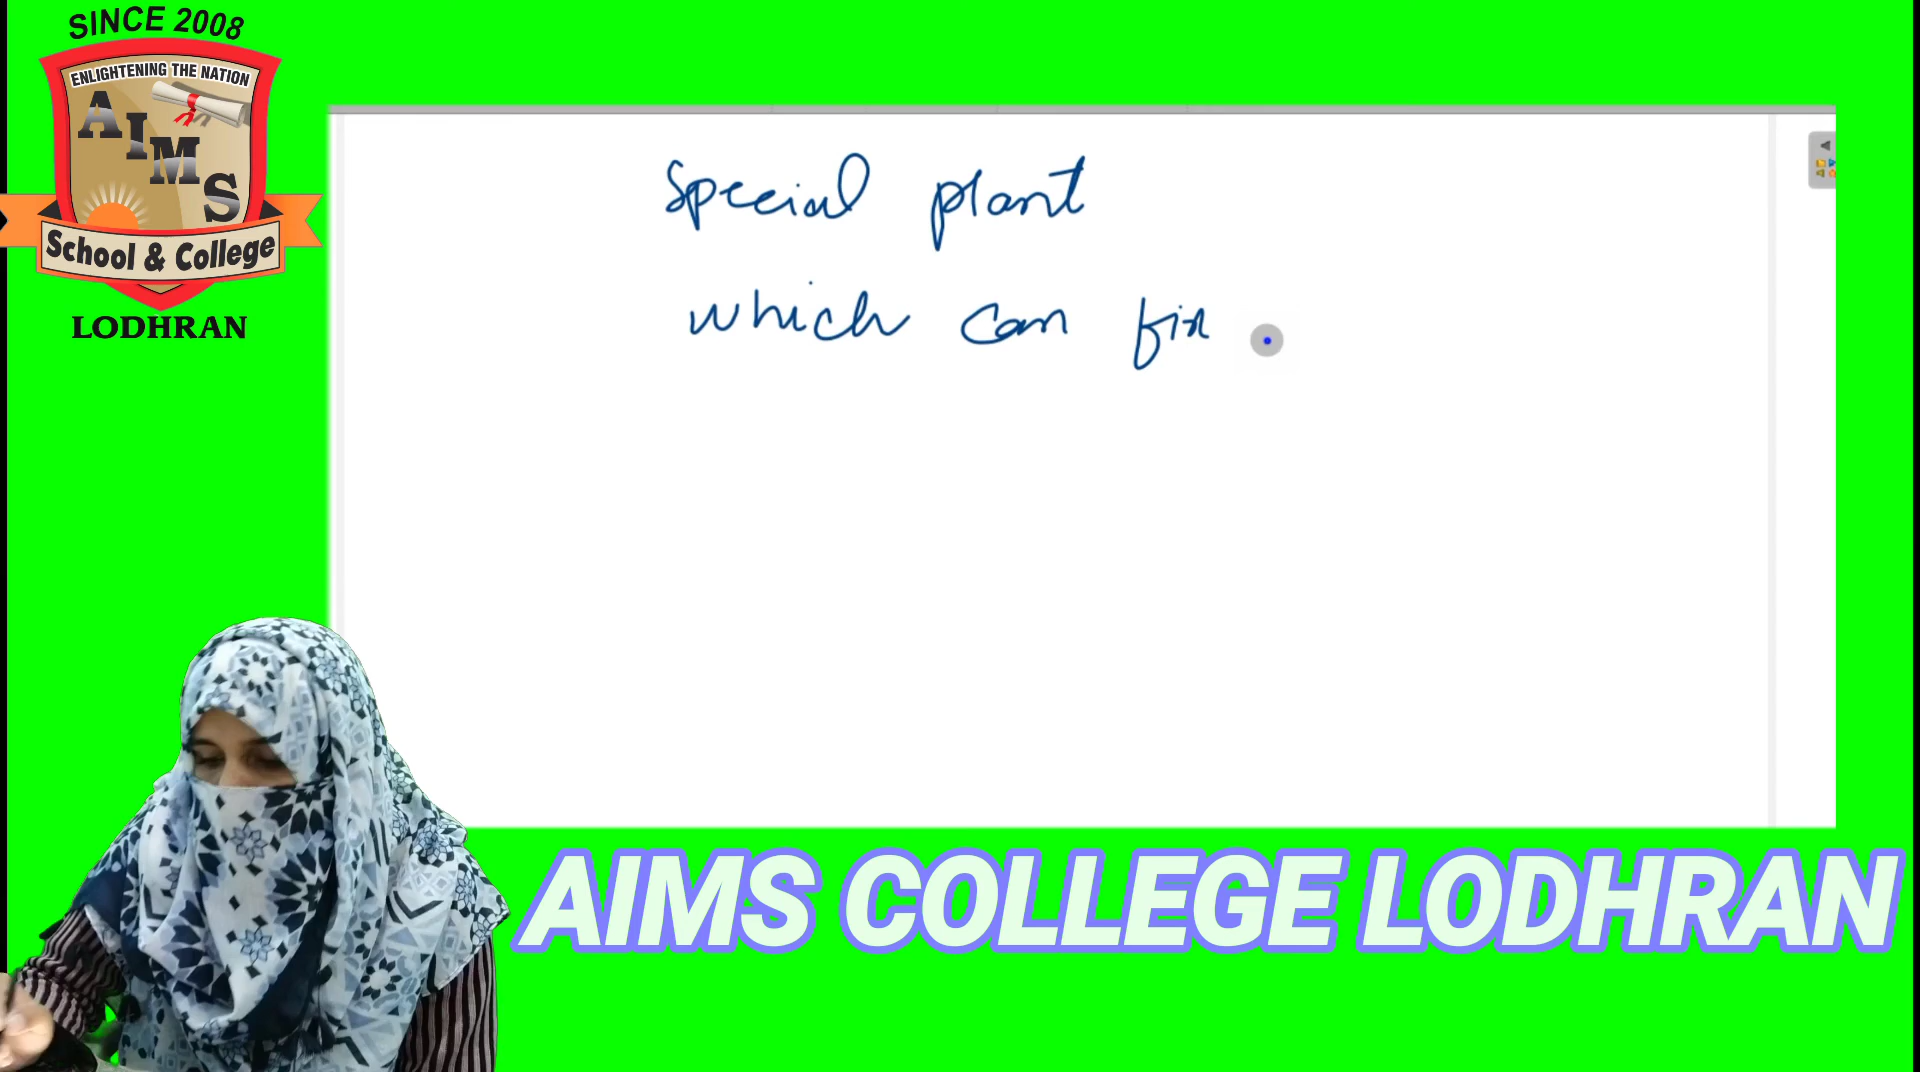 SINCE 2008
ENLIGHTENING THE NATION
AIMS
School & College
LODHRAN
Special plant
which can fix
AIMS COLLEGE LODHRAN